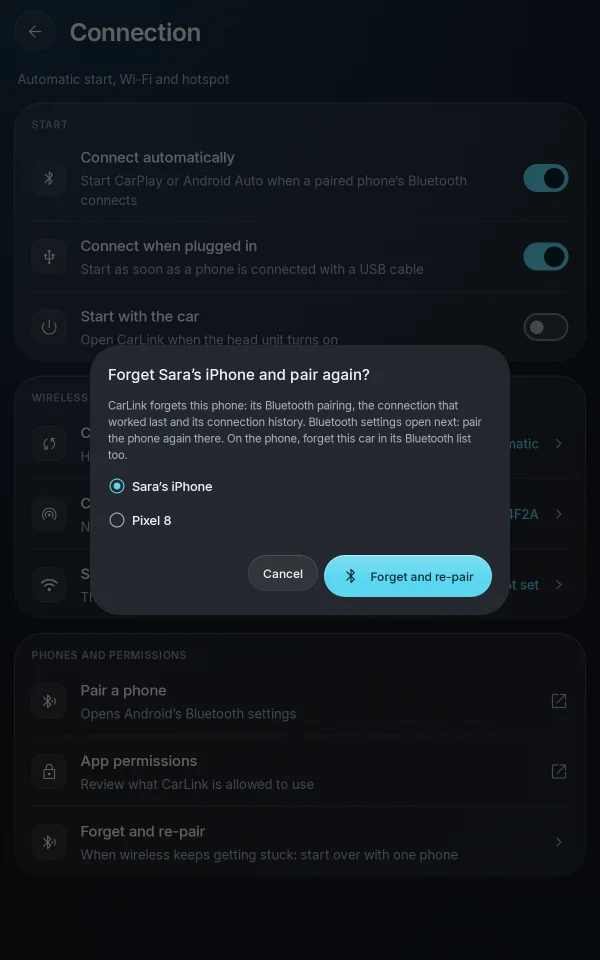 Connection
Automatic start, Wi-Fi and hotspot
START
Connect automatically
Start CarPlay or Android Auto when a paired phone's Bluetooth
connects
Connect when plugged in
Start as soon as a phone is connected with a USB cable
Start with the car
Open CarLink when the head unit turns on
WIRELESS
Forget Sara's iPhone and pair again?
CarLink forgets this phone: its Bluetooth pairing, the connection that
worked last and its connection history. Bluetooth settings open next: pair
the phone again there. On the phone, forget this car in its Bluetooth list
too.
Sara's iPhone
Pixel 8
Cancel
Forget and re-pair
PHONES AND PERMISSIONS
Pair a phone
Opens Android's Bluetooth settings
App permissions
Review what CarLink is allowed to use
Forget and re-pair
When wireless keeps getting stuck: start over with one phone